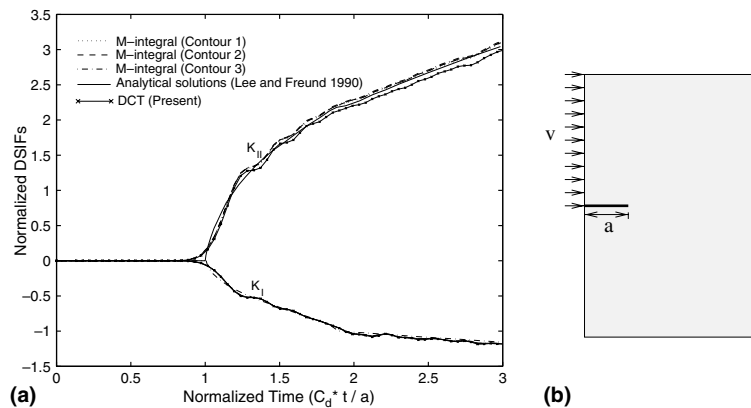 3.5
3
2.5
2
1.5
1
0.5
0
−0.5
−1
−1.5
Normalized DSIFs
M−integral (Contour 1)
M−integral (Contour 2)
M−integral (Contour 3)
Analytical solutions (Lee and Freund 1990)
DCT (Present)
K_II
K_I
0 0.5 1 1.5 2 2.5 3
Normalized Time (C_d* t / a)
(a)
v
a
(b)